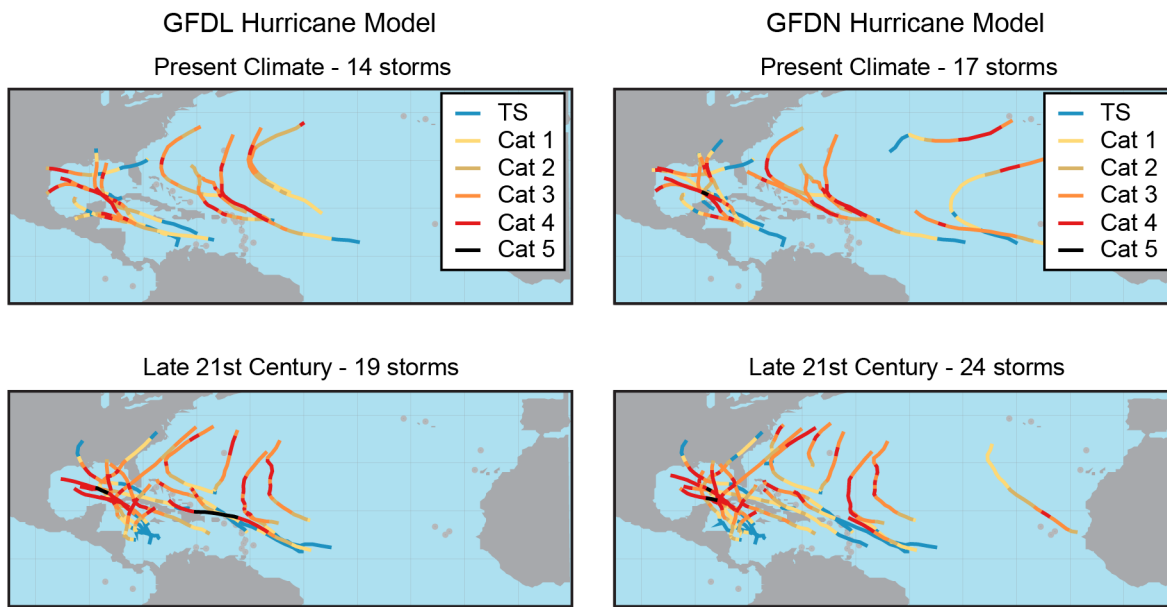 GFDL Hurricane Model
GFDN Hurricane Model
Present Climate - 14 storms
Present Climate - 17 storms
TS
Cat 1
Cat 2
Cat 3
Cat 4
Cat 5
TS
Cat 1
Cat 2
Cat 3
Cat 4
Cat 5
Late 21st Century - 19 storms
Late 21st Century - 24 storms